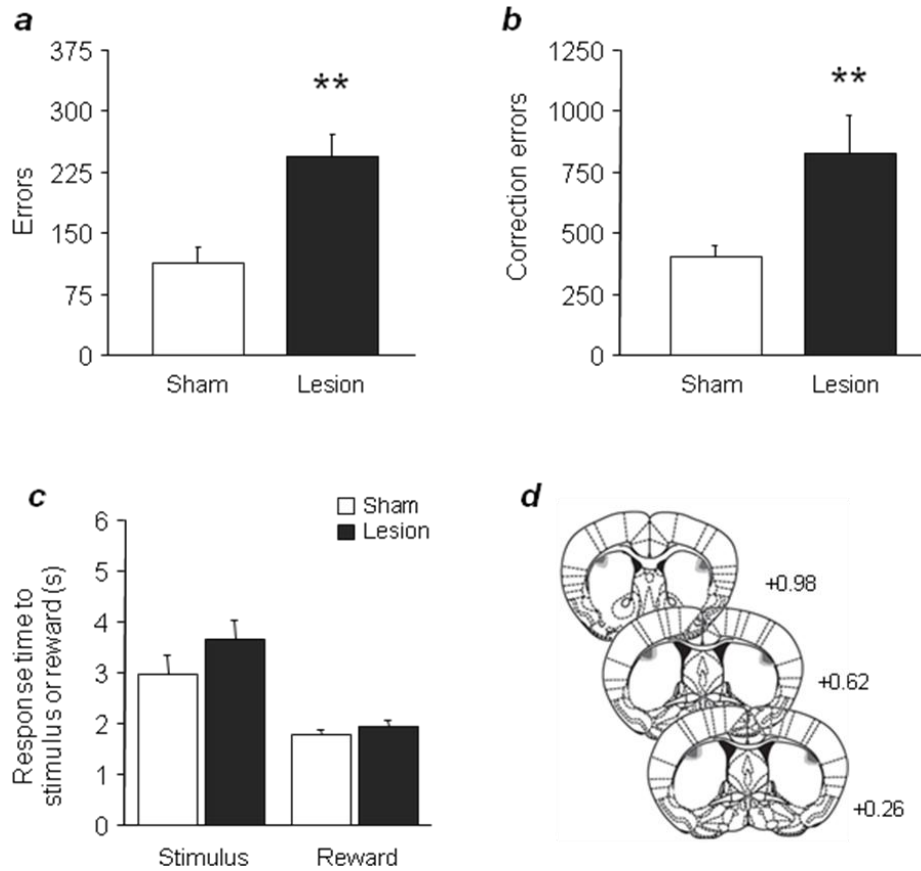 a
375
300
225
150
75
0
Errors
**
Sham
Lesion
b
1250
1000
750
500
250
0
Correction errors
**
Sham
Lesion
c
6
5
4
3
2
1
0
Response time to
stimulus or reward (s)
Sham
Lesion
Stimulus
Reward
d
+0.98
+0.62
+0.26